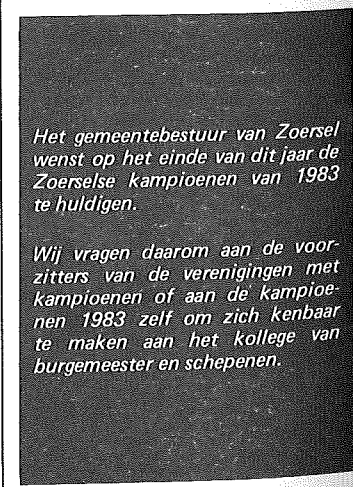 Het gemeentebestuur van Zoersel
wenst op het einde van dit jaar de
Zoerselse kampioenen van 1983
te huldigen.
Wij vragen daarom aan de voor-
zitters van de verenigingen met
kampioenen of aan de kampioe-
nen 1983 zelf om zich kenbaar
te maken aan het kollege van
burgemeester en schepenen.